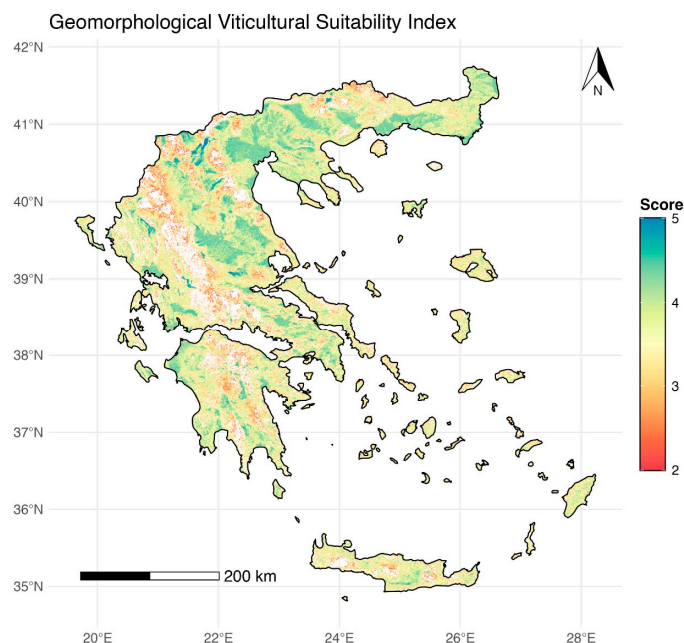 Geomorphological Viticultural Suitability Index
42°N
41°N
40°N
39°N
38°N
37°N
36°N
35°N
N
Score
5
4
3
2
200 km
20°E
22°E
24°E
26°E
28°E